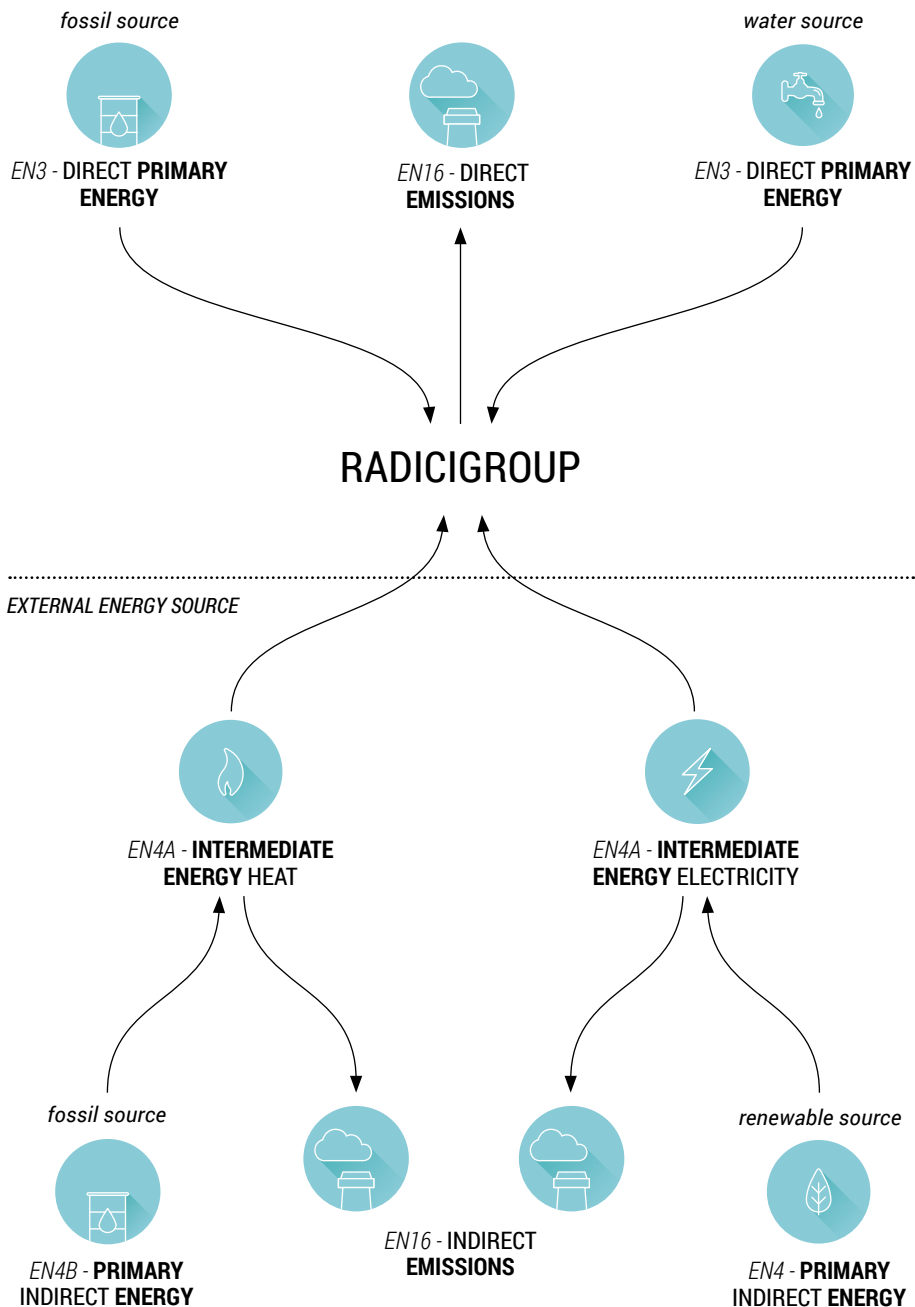 fossil source
water source
EN3 - DIRECT PRIMARY
ENERGY
EN16 - DIRECT
EMISSIONS
EN3 - DIRECT PRIMARY
ENERGY
RADICIGROUP
EXTERNAL ENERGY SOURCE
EN4A - INTERMEDIATE
ENERGY HEAT
EN4A - INTERMEDIATE
ENERGY ELECTRICITY
fossil source
renewable source
EN4B - PRIMARY
INDIRECT ENERGY
EN16 - INDIRECT
EMISSIONS
EN4 - PRIMARY
INDIRECT ENERGY